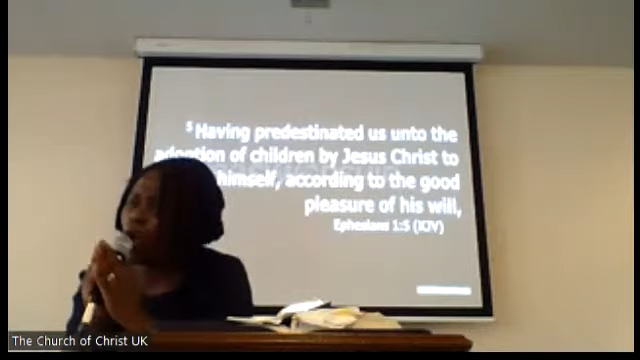 5 Having predestinated us unto the
adoption of children by Jesus Christ to
himself, according to the good
pleasure of his will,
Ephesians 1:5 (KJV)
The Church of Christ UK